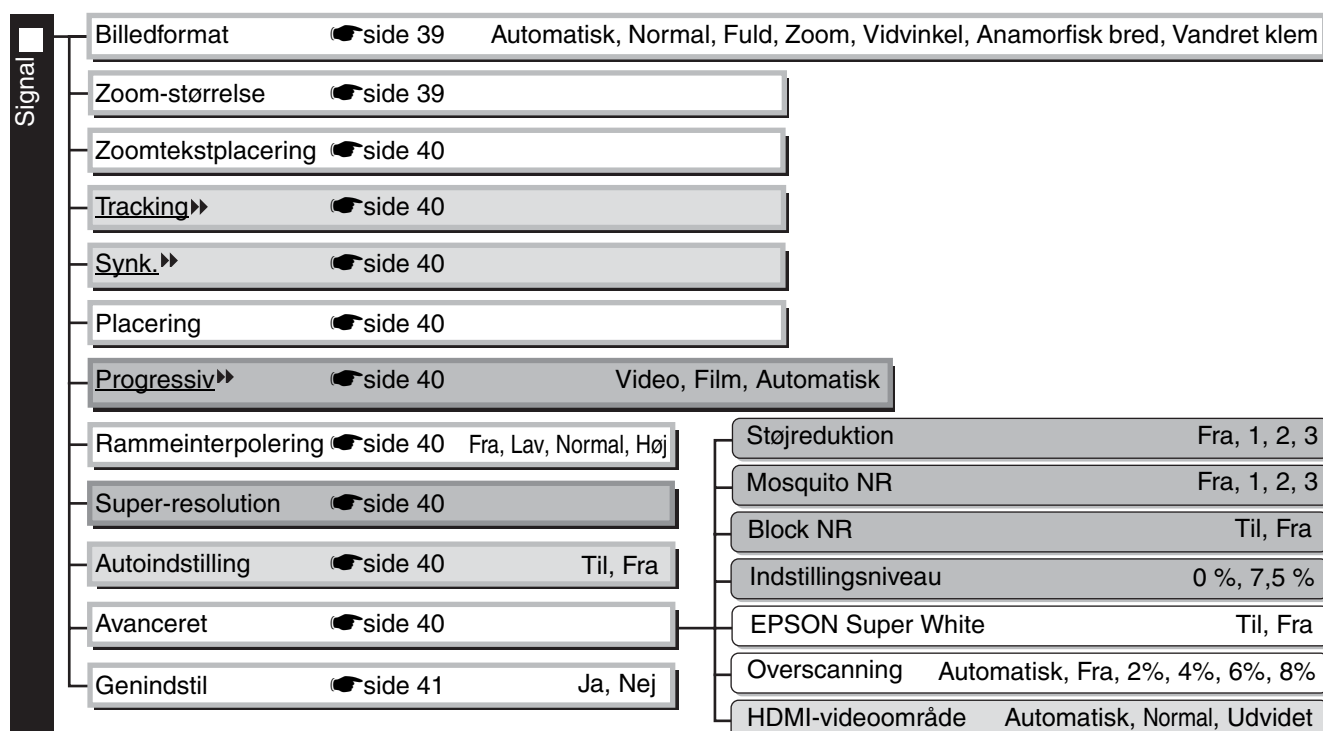 Signal
Billedformat ☛side 39 Automatisk, Normal, Fuld, Zoom, Vidvinkel, Anamorfisk bred, Vandret klem
Zoom-størrelse ☛side 39
Zoomtekstplacering ☛side 40
Tracking ☛side 40
Synk. ☛side 40
Placering ☛side 40
Progressiv ☛side 40 Video, Film, Automatisk
Rammeinterpolering ☛side 40 Fra, Lav, Normal, Høj
Super-resolution ☛side 40
Autoindstilling ☛side 40 Til, Fra
Avanceret ☛side 40
Genindstil ☛side 41 Ja, Nej
Støjreduktion Fra, 1, 2, 3
Mosquito NR Fra, 1, 2, 3
Block NR Til, Fra
Indstillingsniveau 0 %, 7,5 %
EPSON Super White Til, Fra
Overscanning Automatisk, Fra, 2%, 4%, 6%, 8%
HDMI-videoområde Automatisk, Normal, Udvidet